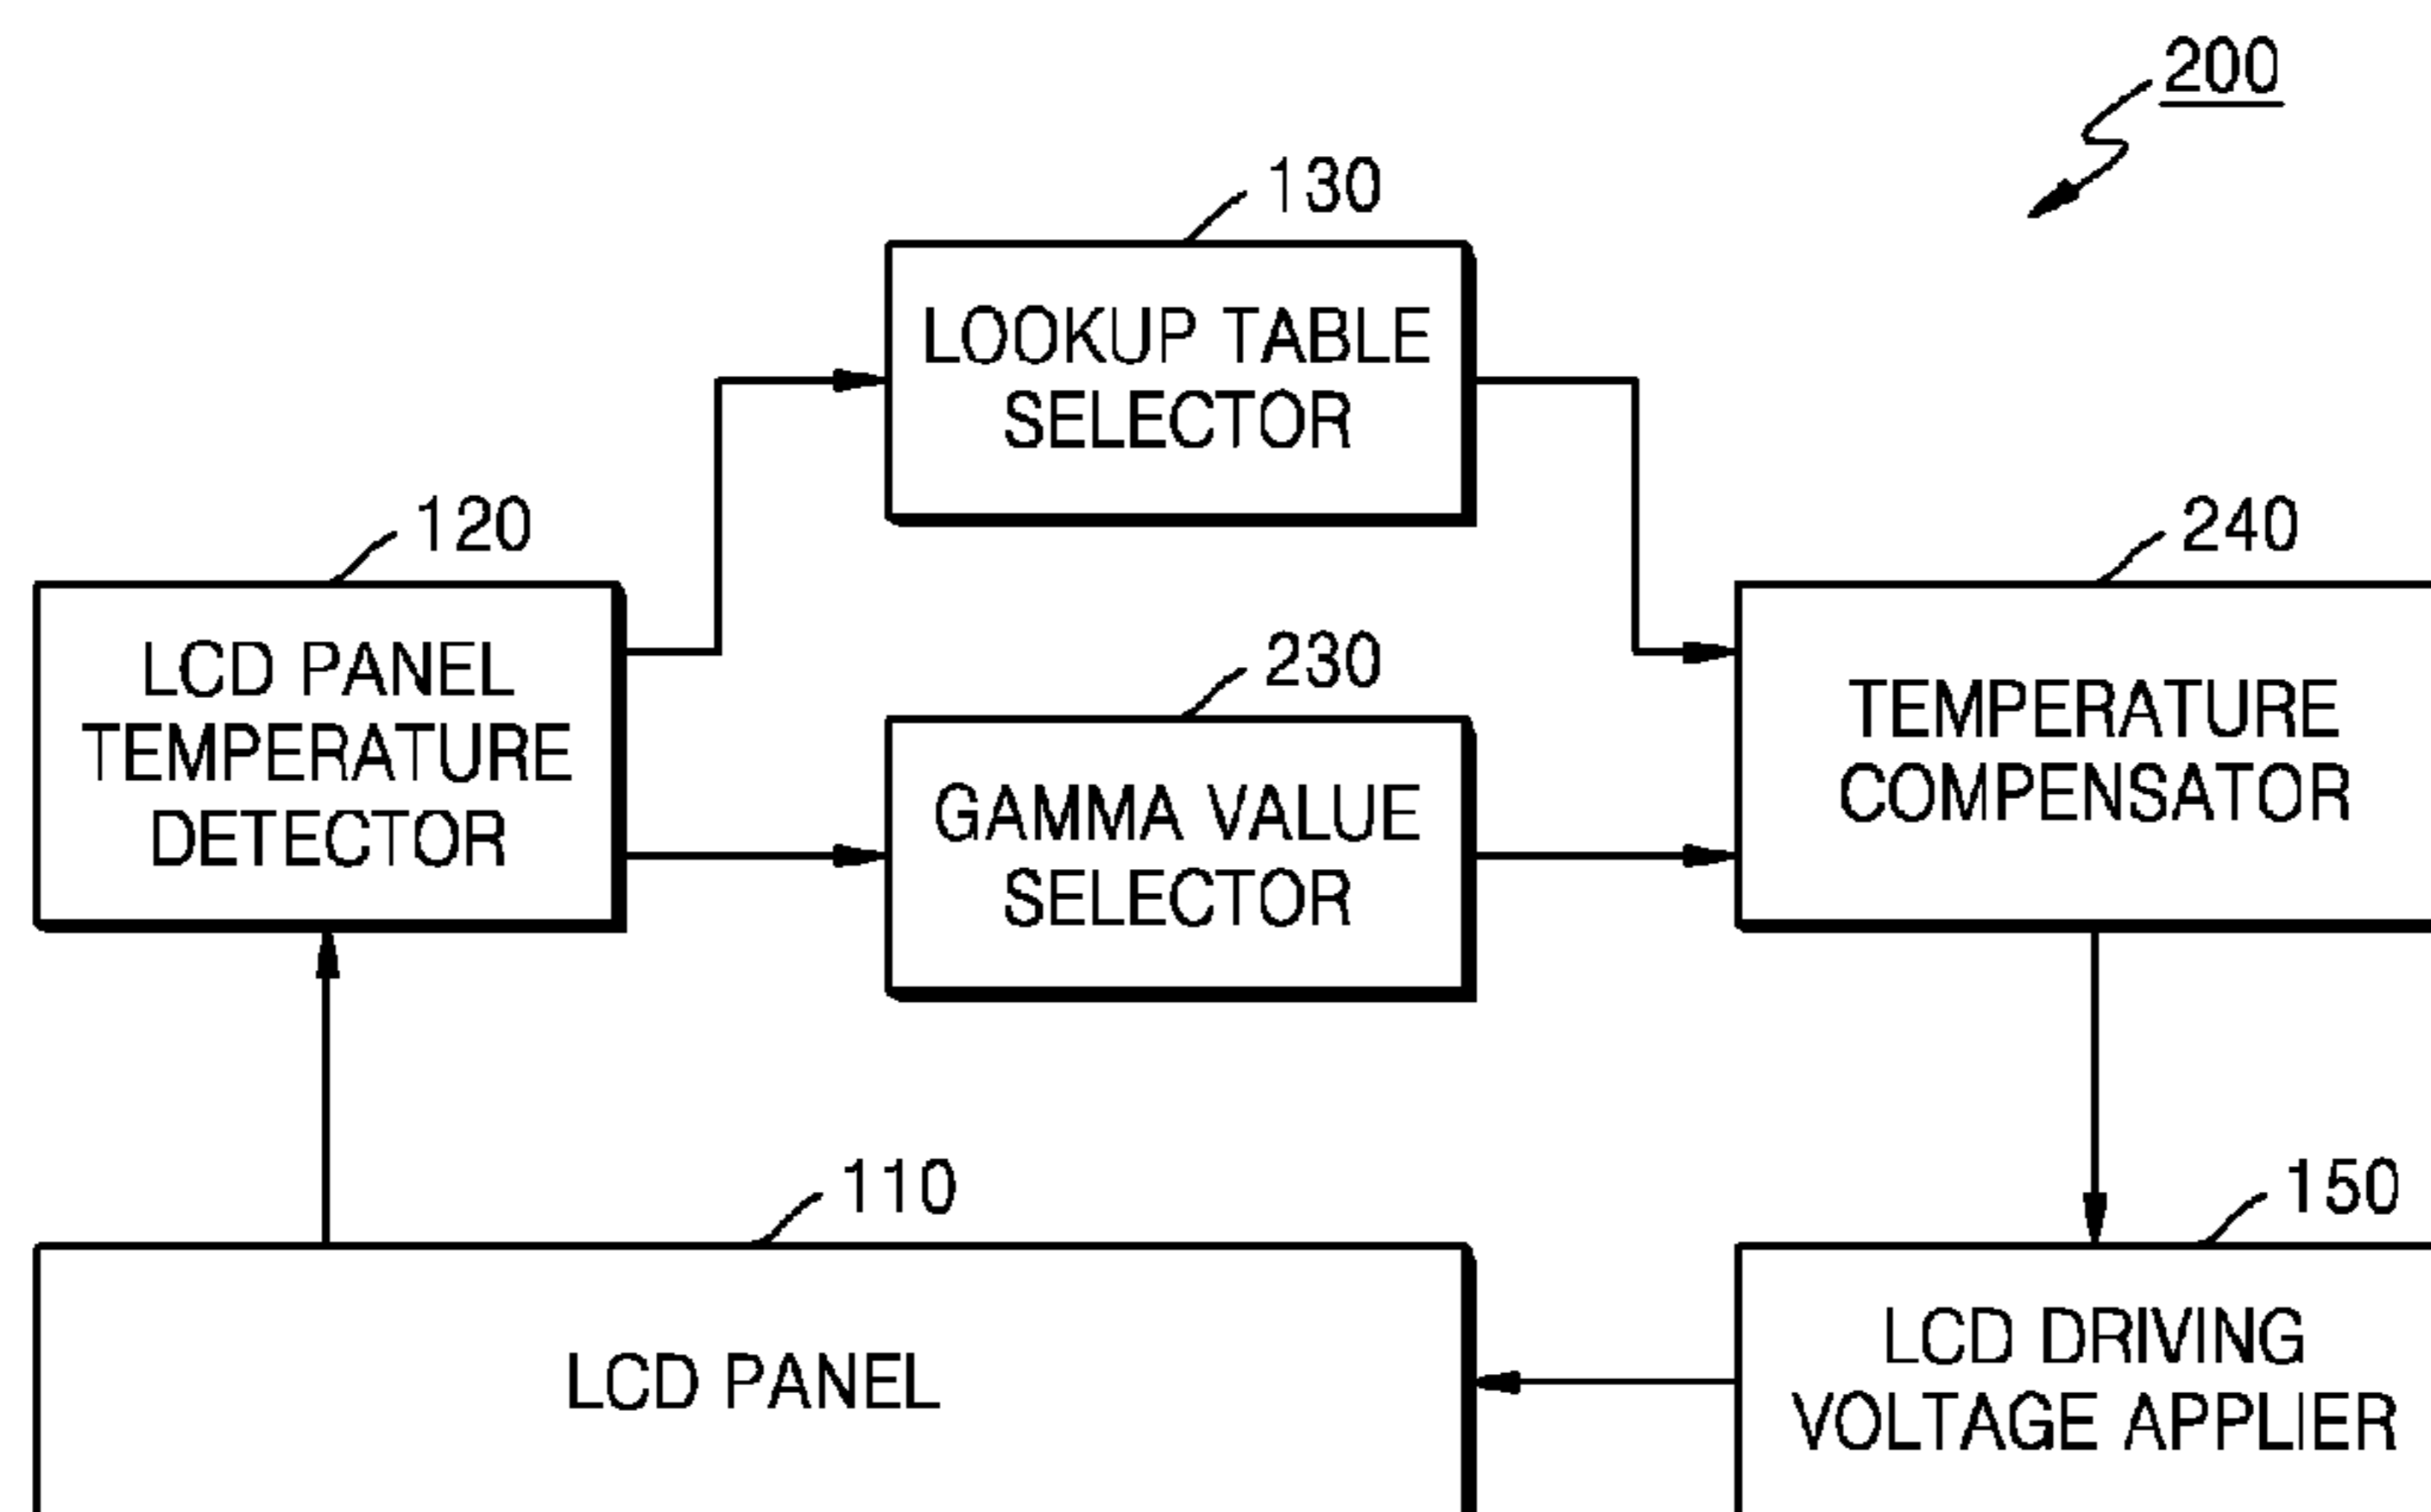 200
130
LOOKUP TABLE
SELECTOR
120
LCD PANEL
TEMPERATURE
DETECTOR
230
GAMMA VALUE
SELECTOR
240
TEMPERATURE
COMPENSATOR
110
LCD PANEL
150
LCD DRIVING
VOLTAGE APPLIER